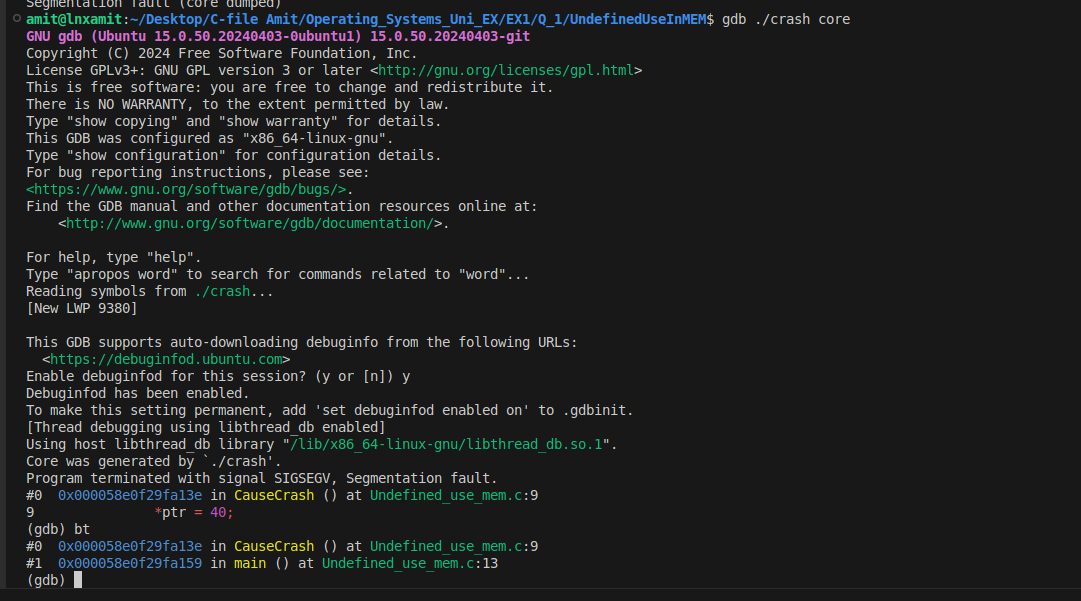 Segmentation fault (core dumped)
amit@lnxamit:~/Desktop/C-file Amit/Operating_Systems_Uni_EX/EX1/Q_1/UndefinedUseInMEM$ gdb ./crash core
GNU gdb (Ubuntu 15.0.50.20240403-0ubuntu1) 15.0.50.20240403-git
Copyright (C) 2024 Free Software Foundation, Inc.
License GPLv3+: GNU GPL version 3 or later <http://gnu.org/licenses/gpl.html>
This is free software: you are free to change and redistribute it.
There is NO WARRANTY, to the extent permitted by law.
Type "show copying" and "show warranty" for details.
This GDB was configured as "x86_64-linux-gnu".
Type "show configuration" for configuration details.
For bug reporting instructions, please see:
<https://www.gnu.org/software/gdb/bugs/>.
Find the GDB manual and other documentation resources online at:
    <http://www.gnu.org/software/gdb/documentation/>.
For help, type "help".
Type "apropos word" to search for commands related to "word"...
Reading symbols from ./crash...
[New LWP 9380]
This GDB supports auto-downloading debuginfo from the following URLs:
  <https://debuginfod.ubuntu.com>
Enable debuginfod for this session? (y or [n]) y
Debuginfod has been enabled.
To make this setting permanent, add 'set debuginfod enabled on' to .gdbinit.
[Thread debugging using libthread_db enabled]
Using host libthread_db library "/lib/x86_64-linux-gnu/libthread_db.so.1".
Core was generated by `./crash'.
Program terminated with signal SIGSEGV, Segmentation fault.
#0  0x000058e0f29fa13e in CauseCrash () at Undefined_use_mem.c:9
9               *ptr = 40;
(gdb) bt
#0  0x000058e0f29fa13e in CauseCrash () at Undefined_use_mem.c:9
#1  0x000058e0f29fa159 in main () at Undefined_use_mem.c:13
(gdb)